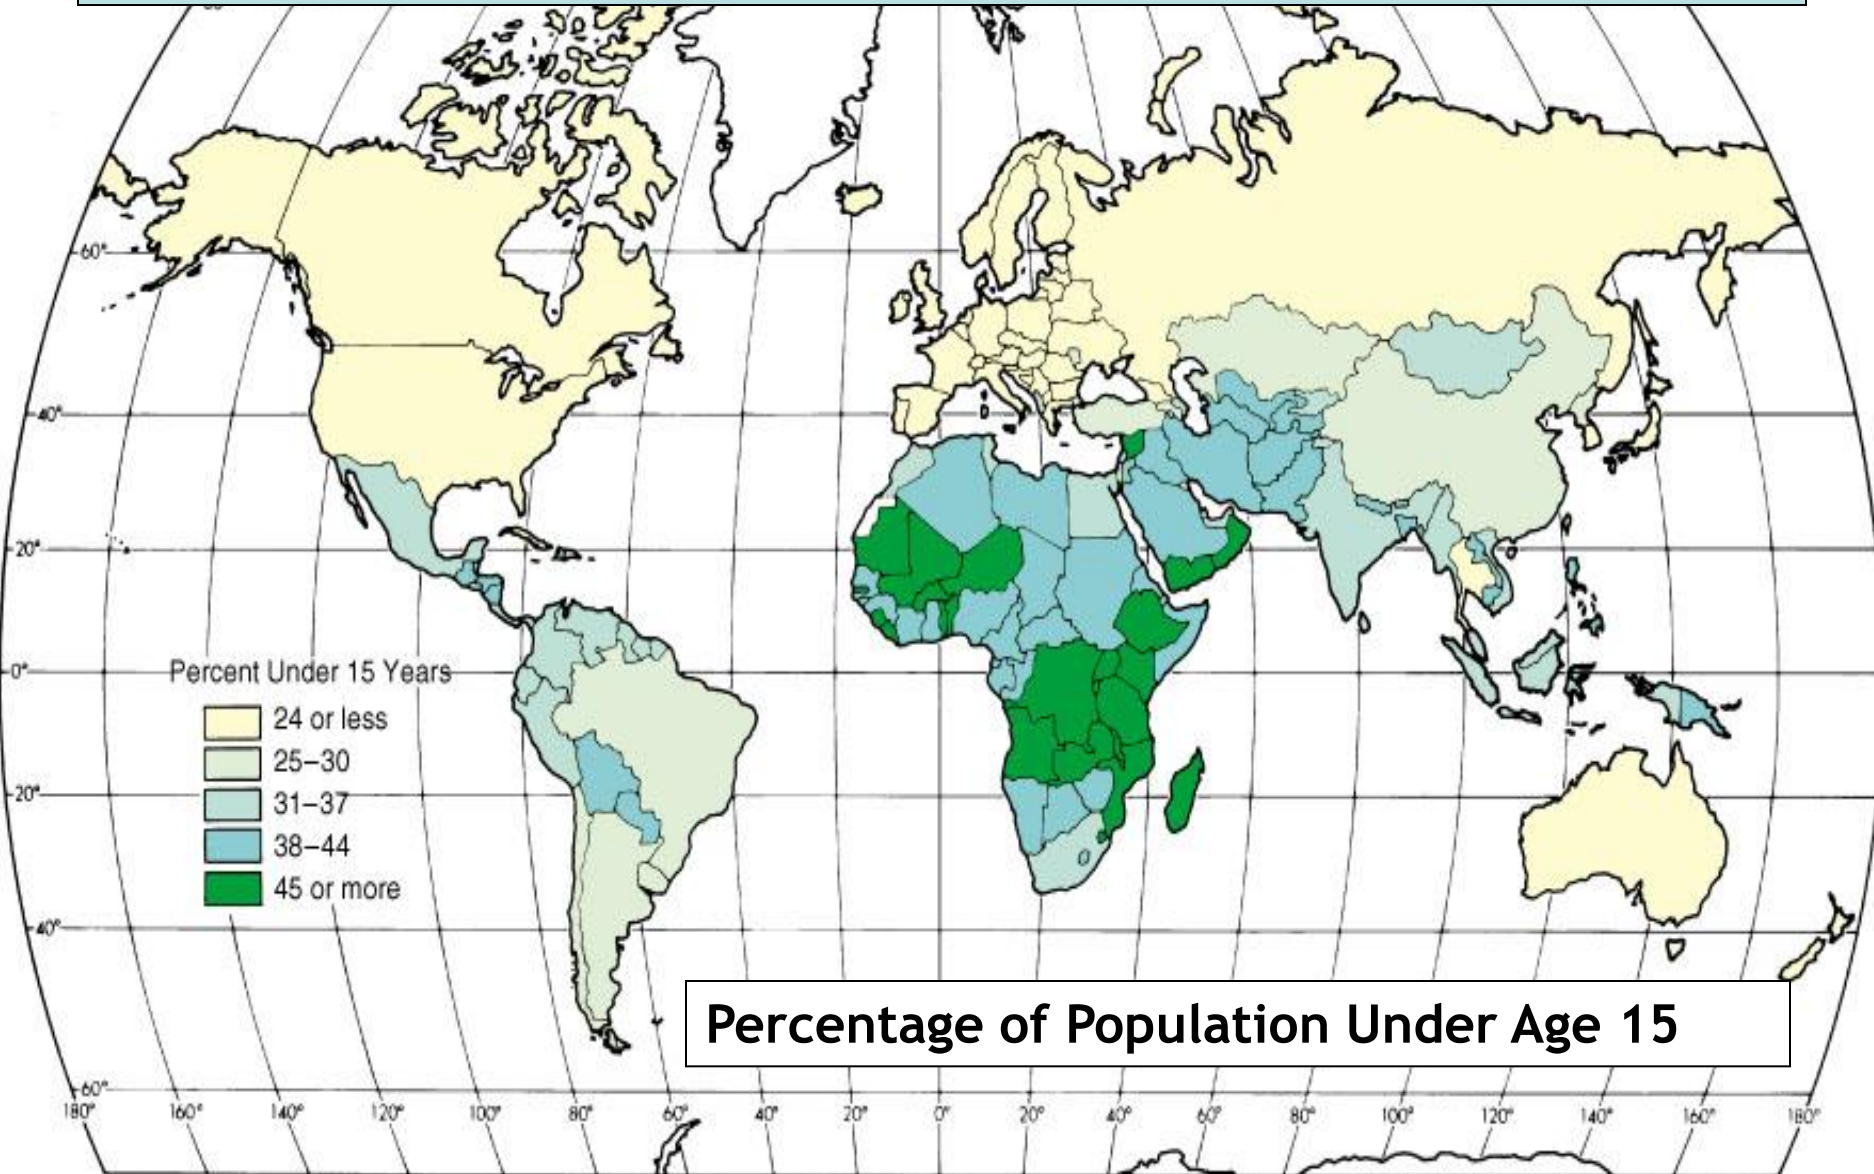 60°
40°
20°
Percent Under 15 Years
0°
24 or less
25–30
31–37
20°
38–44
45 or more
40°
Percentage of Population Under Age 15
60°
180° 160° 140° 120° 100° 80° 60° 40° 20° 0° 20° 40° 60° 80° 100° 120° 140° 160° 180°